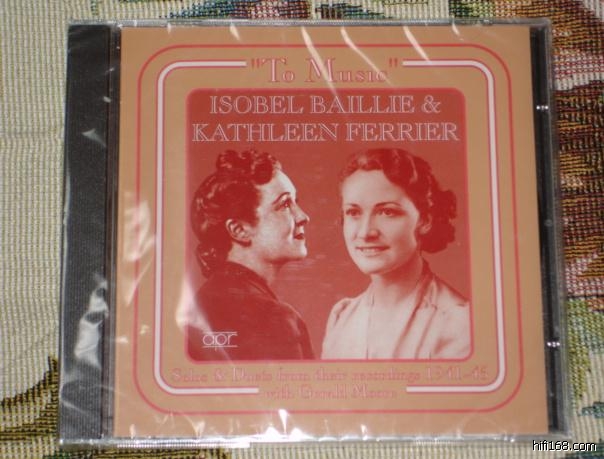 "To Music"
ISOBEL BAILLIE &
KATHLEEN FERRIER
apr
Solos & Duets from their recordings 1941-45
with Gerald Moore
hifi168.com